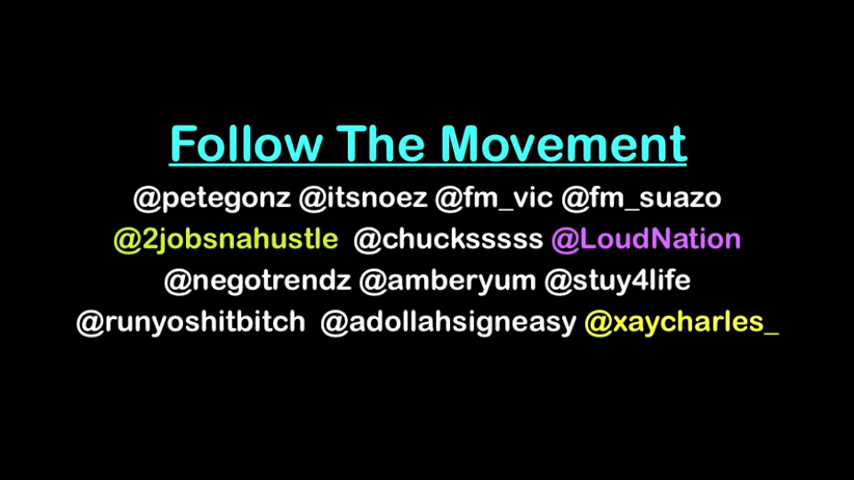 Follow The Movement
@petegonz @itsnoez @fm_vic @fm_suazo
@2jobsnahustle @chucksssss @LoudNation
@negotrendz @amberyum @stuy4life
@runyoshitbitch @adollahsigneasy @xaycharles_